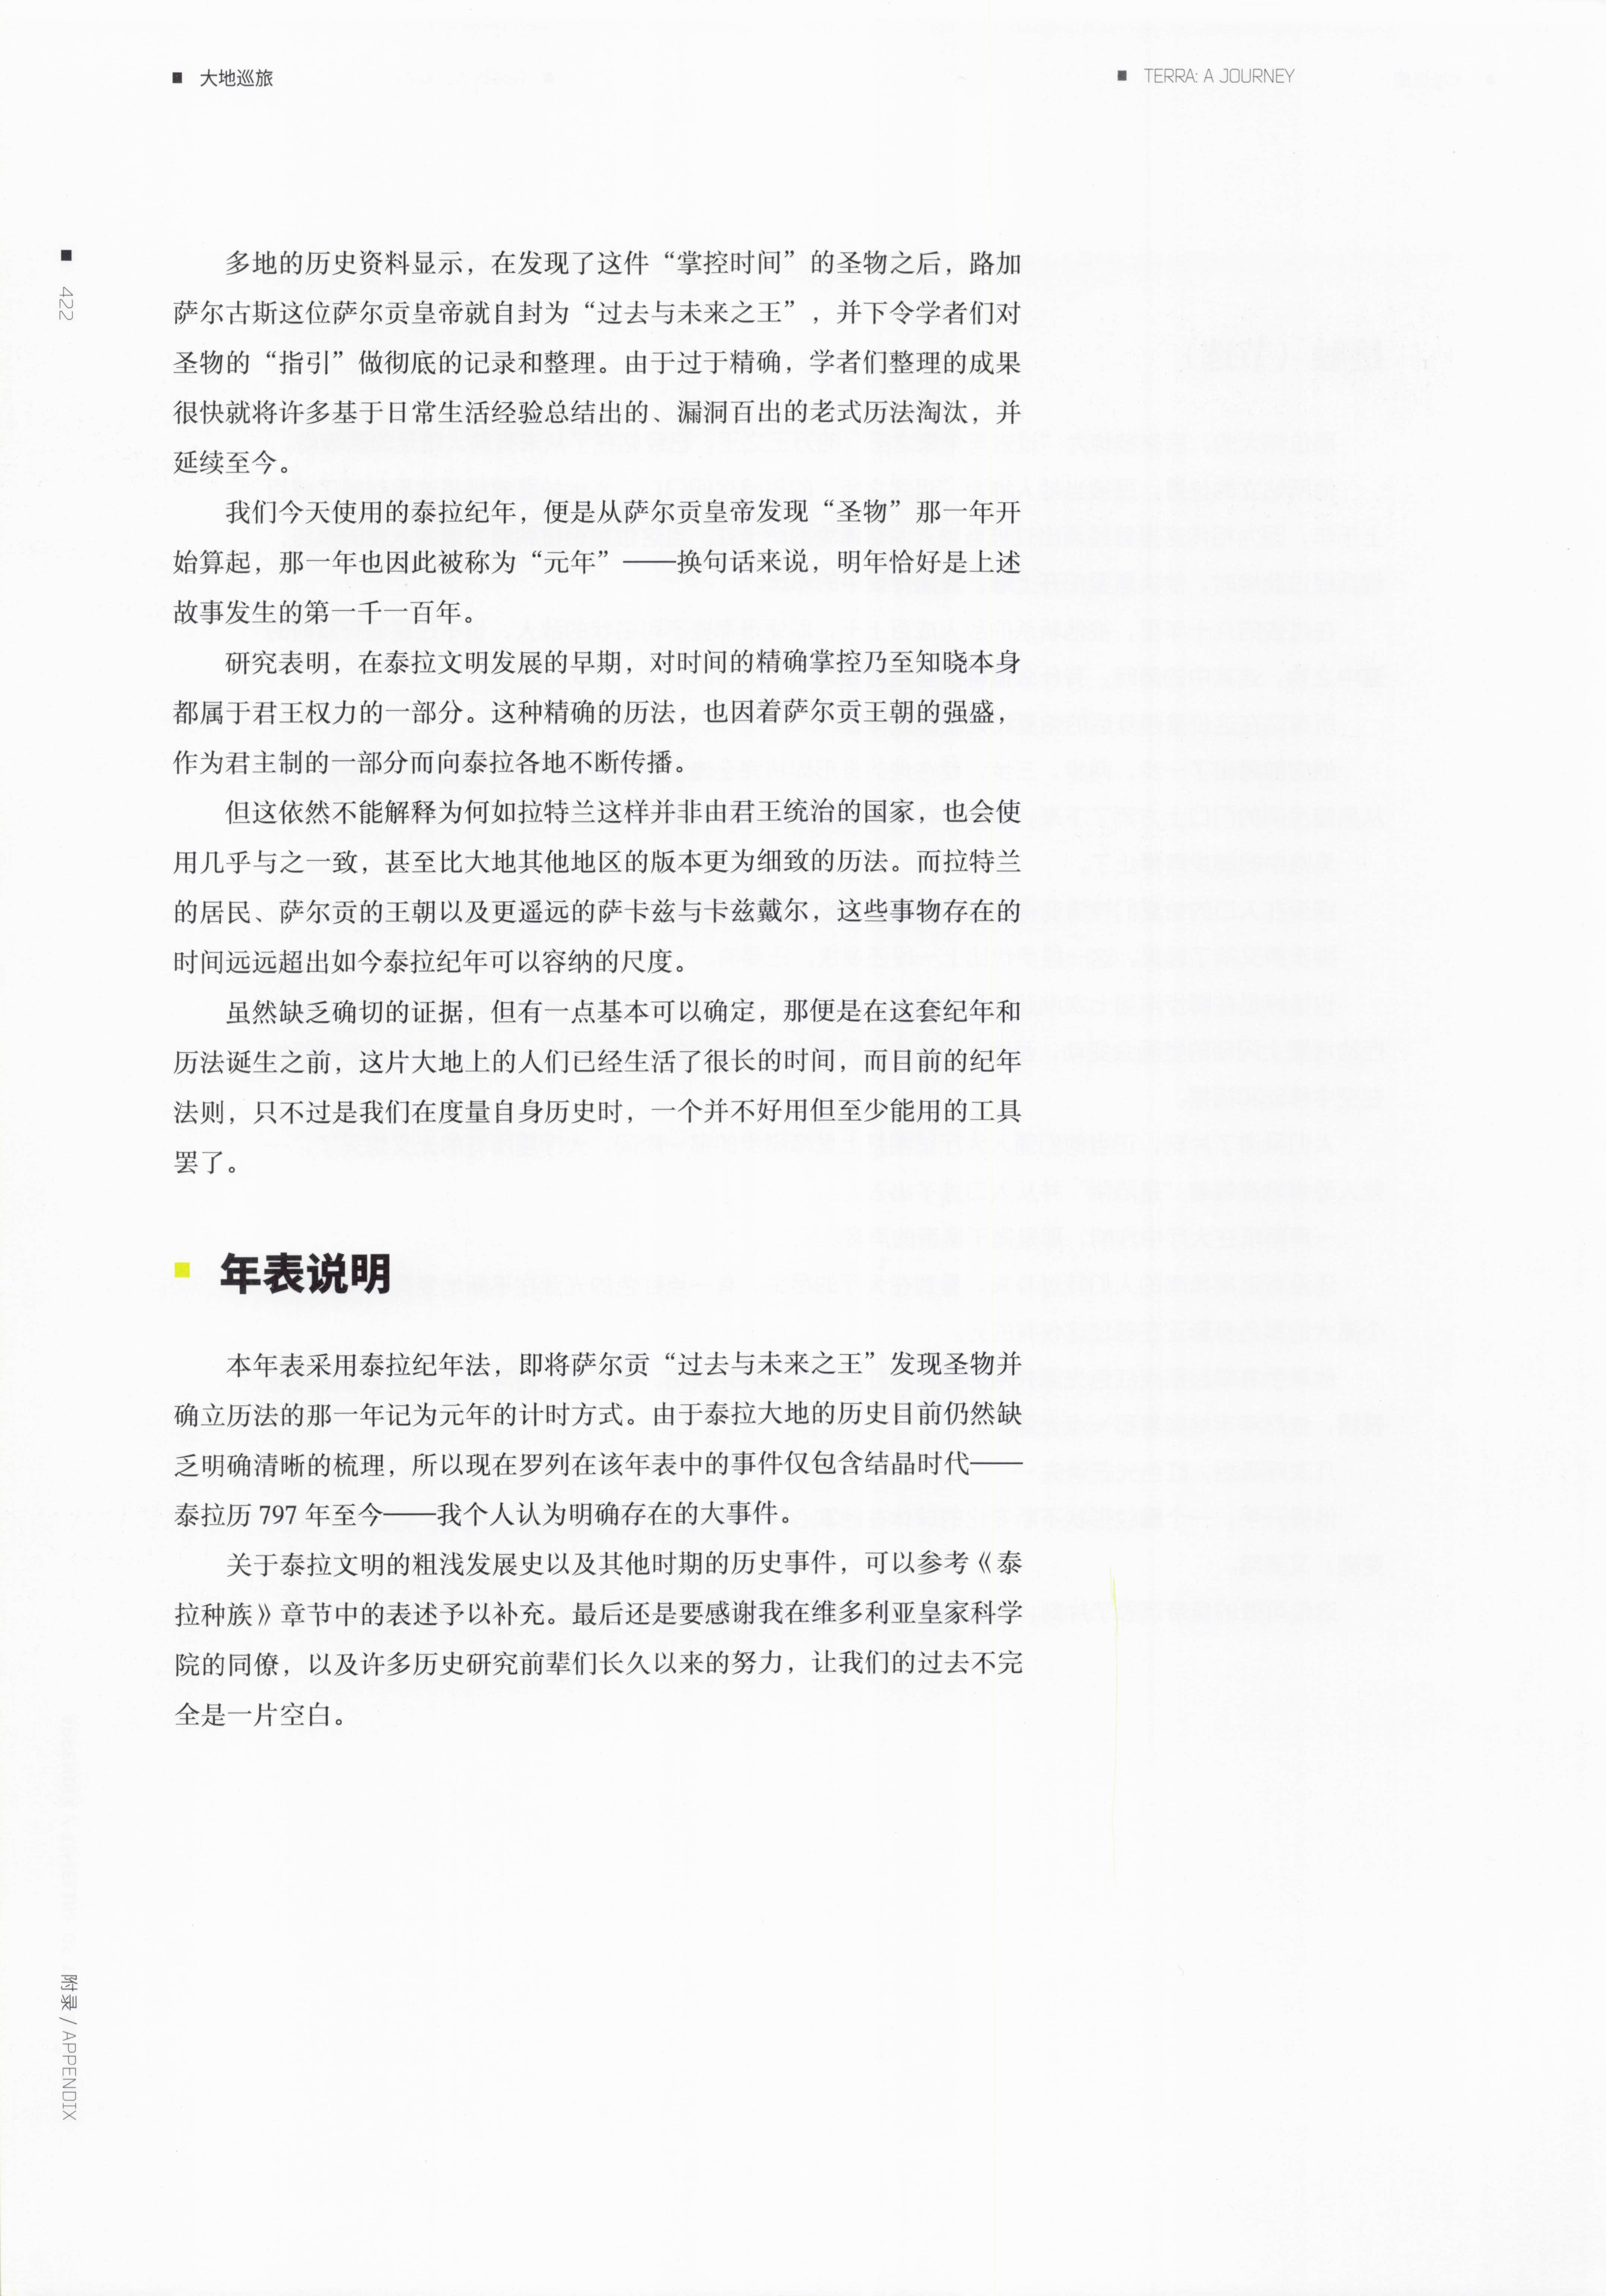 大地巡旅
TERRA: A JOURNEY
422
多地的历史资料显示，在发现了这件“掌控时间”的圣物之后，路加
萨尔古斯这位萨尔贡皇帝就自封为“过去与未来之王”，并下令学者们对
圣物的“指引”做彻底的记录和整理。由于过于精确，学者们整理的成果
很快就将许多基于日常生活经验总结出的、漏洞百出的老式历法淘汰，并
延续至今。
我们今天使用的泰拉纪年，便是从萨尔贡皇帝发现“圣物”那一年开
始算起，那一年也因此被称为“元年”——换句话来说，明年恰好是上述
故事发生的第一千一百年。
研究表明，在泰拉文明发展的早期，对时间的精确掌控乃至知晓本身
都属于君王权力的一部分。这种精确的历法，也因着萨尔贡王朝的强盛，
作为君主制的一部分而向泰拉各地不断传播。
但这依然不能解释为何如拉特兰这样并非由君王统治的国家，也会使
用几乎与之一致，甚至比大地其他地区的版本更为细致的历法。而拉特兰
的居民、萨尔贡的王朝以及更遥远的萨卡兹与卡兹戴尔，这些事物存在的
时间远远超出如今泰拉纪年可以容纳的尺度。
虽然缺乏确切的证据，但有一点基本可以确定，那便是在这套纪年和
历法诞生之前，这片大地上的人们已经生活了很长的时间，而目前的纪年
法则，只不过是我们在度量自身历史时，一个并不好用但至少能用的工具
罢了。
年表说明
本年表采用泰拉纪年法，即将萨尔贡“过去与未来之王”发现圣物并
确立历法的那一年记为元年的计时方式。由于泰拉大地的历史目前仍然缺
乏明确清晰的梳理，所以现在罗列在该年表中的事件仅包含结晶时代——
泰拉历 797 年至今——我个人认为明确存在的大事件。
关于泰拉文明的粗浅发展史以及其他时期的历史事件，可以参考《泰
拉种族》章节中的表述予以补充。最后还是要感谢我在维多利亚皇家科学
院的同僚，以及许多历史研究前辈们长久以来的努力，让我们的过去不完
全是一片空白。
附录 / APPENDIX